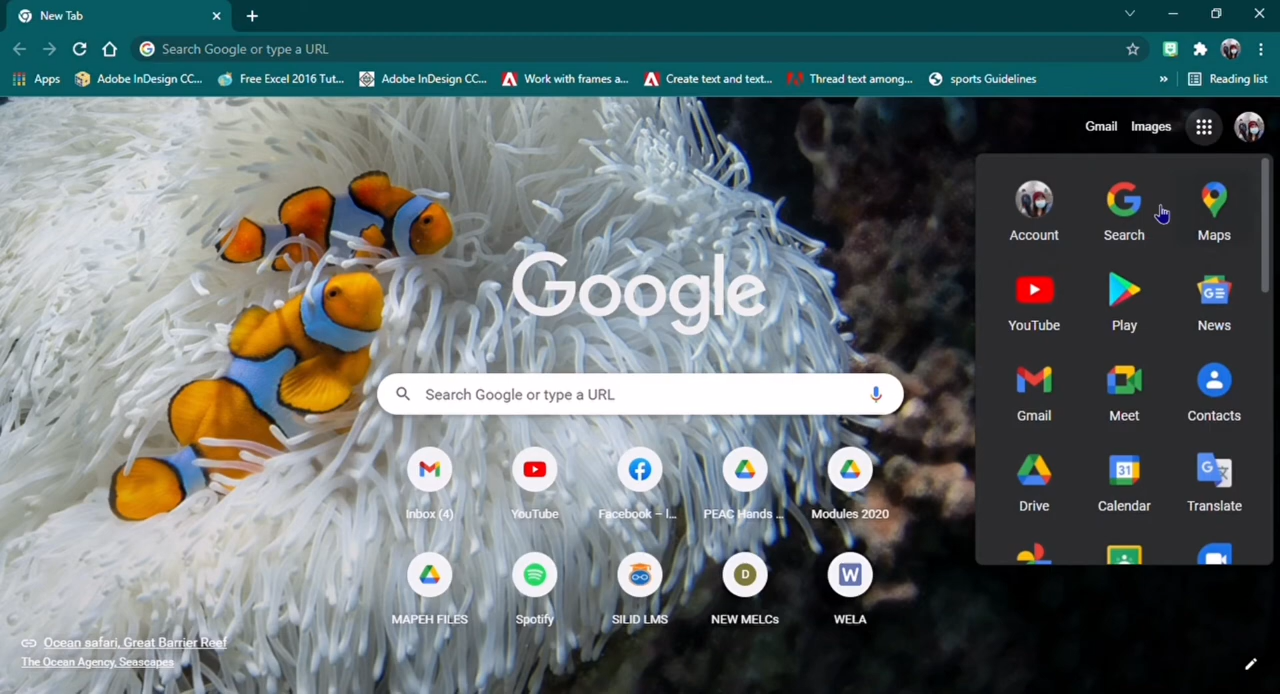 New Tab
Search Google or type a URL
Apps Adobe InDesign CC... Free Excel 2016 Tut... Adobe InDesign CC... Work with frames a... Create text and text... Thread text among... sports Guidelines » Reading list
Gmail Images
Account Search Maps
YouTube Play News
Gmail Meet Contacts
31
Drive Calendar Translate
Google
Search Google or type a URL
Inbox (4) YouTube Facebook – I... PEAC Hands ... Modules 2020
D W
MAPEH FILES Spotify SILID LMS NEW MELCs WELA
Ocean safari, Great Barrier Reef
The Ocean Agency, Seascapes